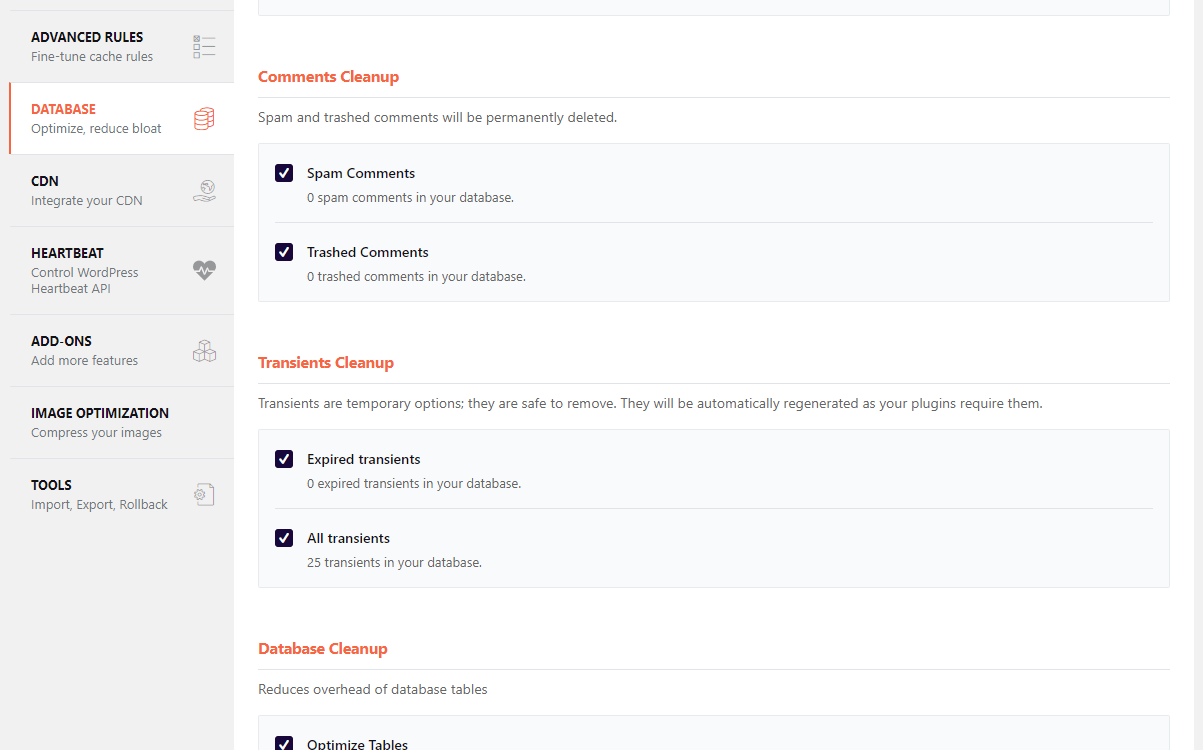 ADVANCED RULES
Fine-tune cache rules
DATABASE
Optimize, reduce bloat
CDN
Integrate your CDN
HEARTBEAT
Control WordPress
Heartbeat API
ADD-ONS
Add more features
IMAGE OPTIMIZATION
Compress your images
TOOLS
Import, Export, Rollback
Comments Cleanup
Spam and trashed comments will be permanently deleted.
Spam Comments
0 spam comments in your database.
Trashed Comments
0 trashed comments in your database.
Transients Cleanup
Transients are temporary options; they are safe to remove. They will be automatically regenerated as your plugins require them.
Expired transients
0 expired transients in your database.
All transients
25 transients in your database.
Database Cleanup
Reduces overhead of database tables
Optimize Tables